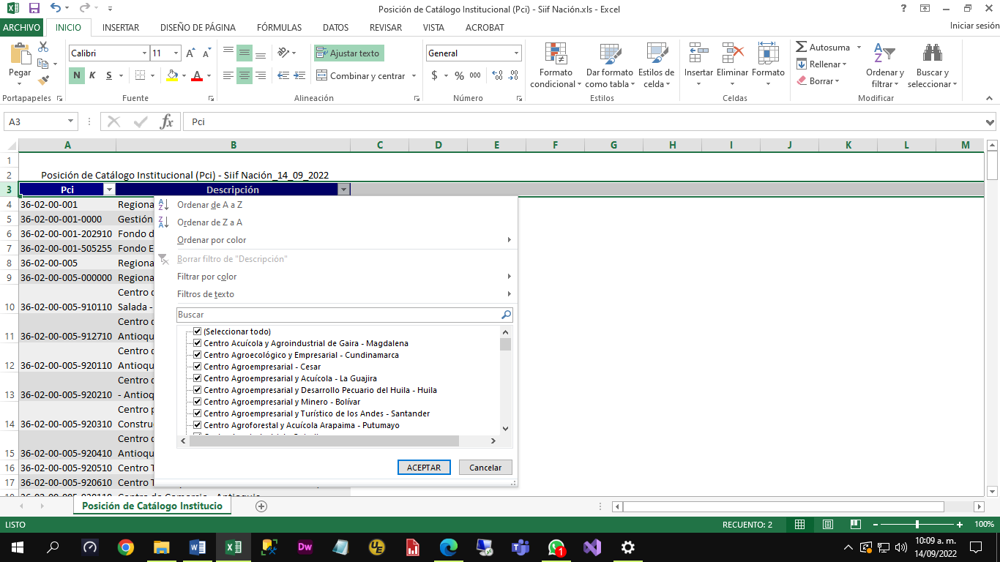 Posición de Catálogo Institucional (Pci) - Siif Nación.xls - Excel
ARCHIVO INICIO INSERTAR DISEÑO DE PÁGINA FÓRMULAS DATOS REVISAR VISTA ACROBAT Iniciar sesión
Pegar
Portapapeles
Calibri 11
N K S
Fuente
Ajustar texto
Combinar y centrar
Alineación
General
$ % 000
Número
Formato condicional
Dar formato como tabla
Estilos de celda
Estilos
Insertar Eliminar Formato
Celdas
Autosuma
Rellenar
Borrar
Ordenar y filtrar
Buscar y seleccionar
Modificar
A3 fx Pci
A B C D E F G H I J K L M
1
2 Posición de Catálogo Institucional (Pci) - Siif Nación_14_09_2022
3 Pci Descripción
4 36-02-00-001 Regiona
5 36-02-00-001-0000 Gestión
6 36-02-00-001-202910 Fondo d
7 36-02-00-001-505255 Fondo E
8 36-02-00-005 Regiona
9 36-02-00-005-000000 Regiona
Centro d
10 36-02-00-005-910110 Salada -
Centro d
11 36-02-00-005-912710 Antioqu
Centro d
12 36-02-00-005-920110 Antioqu
Centro d
13 36-02-00-005-920210 - Antioq
Centro p
14 36-02-00-005-920310 Construc
Centro d
15 36-02-00-005-920410 Antioqu
16 36-02-00-005-920510 Centro T
17 36-02-00-005-920610 Centro T
Ordenar de A a Z
Ordenar de Z a A
Ordenar por color
Borrar filtro de "Descripción"
Filtrar por color
Filtros de texto
Buscar
(Seleccionar todo)
Centro Acuícola y Agroindustrial de Gaira - Magdalena
Centro Agroecológico y Empresarial - Cundinamarca
Centro Agroempresarial - Cesar
Centro Agroempresarial y Acuícola - La Guajira
Centro Agroempresarial y Desarrollo Pecuario del Huila - Huila
Centro Agroempresarial y Minero - Bolívar
Centro Agroempresarial y Turístico de los Andes - Santander
Centro Agroforestal y Acuícola Arapaima - Putumayo
ACEPTAR Cancelar
Posición de Catálogo Institucio
LISTO RECUENTO: 2 100%
Dw UE 1
10:09 a. m.
14/09/2022